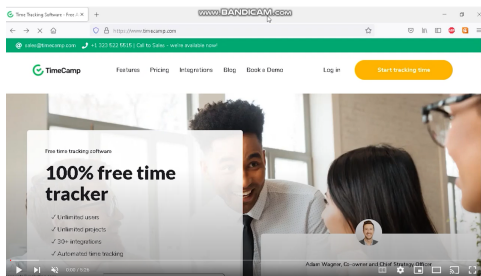 Time Tracking Software - Free
www.BANDICAM.com
https://www.timecamp.com
sales@timecamp.com +1 323 522 5515 | Call to Sales - we're available now!
TimeCamp Features Pricing Integrations Blog Book a Demo Log in Start tracking time
Free time tracking software
100% free time
tracker
✓ Unlimited users
✓ Unlimited projects
✓ 30+ integrations
✓ Automated time tracking
Adam Wagner, Co-owner and Chief Strategy Officer